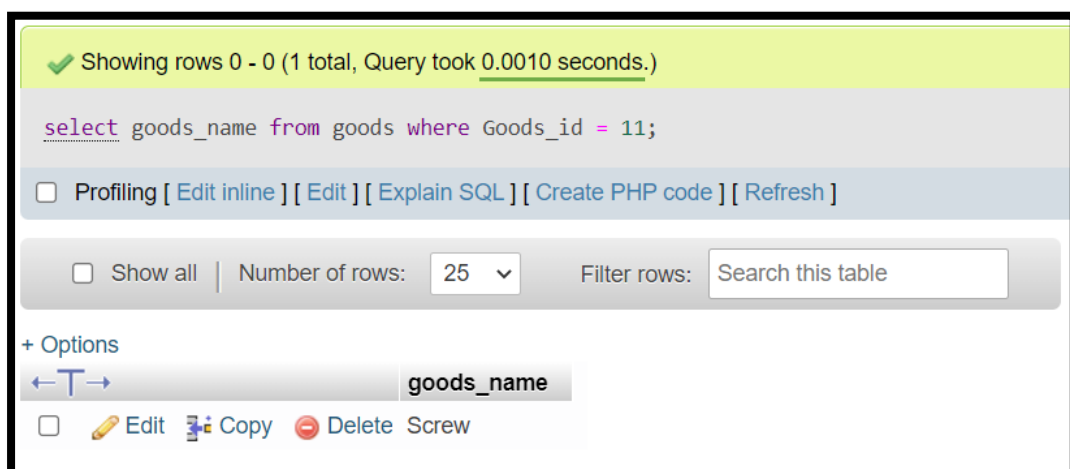 Showing rows 0 - 0 (1 total, Query took 0.0010 seconds.)
select goods_name from goods where Goods_id = 11;
Profiling [ Edit inline ] [ Edit ] [ Explain SQL ] [ Create PHP code ] [ Refresh ]
Show all | Number of rows: 25 Filter rows: Search this table
+ Options
←T→ goods_name
Edit Copy Delete Screw